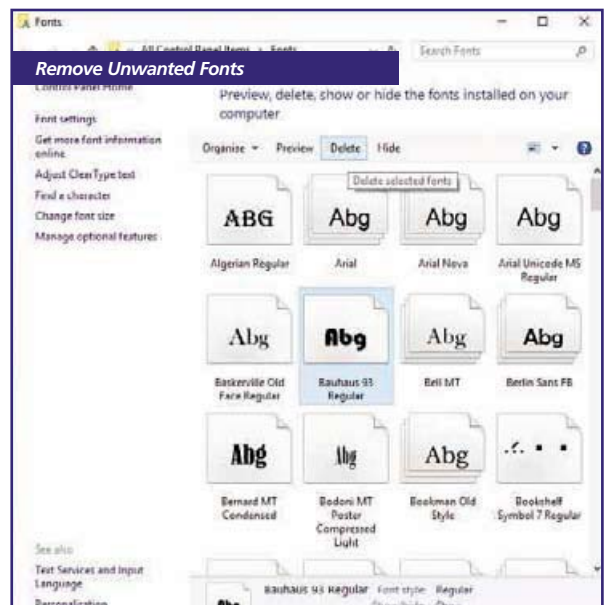 Fonts
All Control Panel Items > Fonts
Search Fonts
Remove Unwanted Fonts
Control Panel Home
Font settings
Get more font information
online
Adjust ClearType text
Find a character
Change font size
Manage optional features
See also
Text Services and Input
Language
Personalization
Preview, delete, show or hide the fonts installed on your
computer
Organise Preview Delete Hide
Delete selected fonts
ABG Abg Abg Abg
Algerian Regular Arial Arial Nova Arial Unicode MS
Regular
Abg Abg Abg Abg
Baskerville Old Bauhaus 93 Bell MT Berlin Sans FB
Face Regular Regular
Abg Abg Abg
Bernard MT Bodoni MT Bookman Old Bookshelf
Condensed Poster Style Symbol 7 Regular
Compressed
Light
Bauhaus 93 Regular Font style: Regular
Abg Show/hide: Show